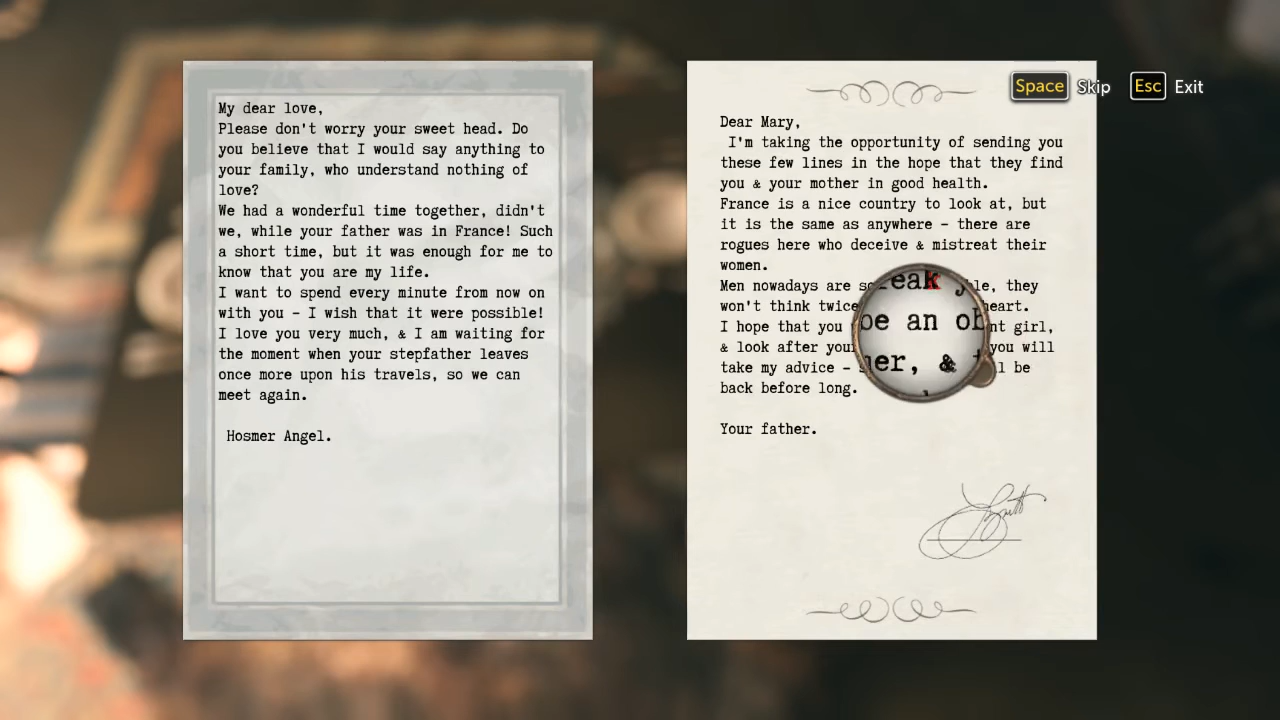 Space Skip Esc Exit
My dear love,
Please don't worry your sweet head. Do
you believe that I would say anything to
your family, who understand nothing of
love?
We had a wonderful time together, didn't
we, while your father was in France! Such
a short time, but it was enough for me to
know that you are my life.
I want to spend every minute from now on
with you - I wish that it were possible!
I love you very much, & I am waiting for
the moment when your stepfather leaves
once more upon his travels, so we can
meet again.
Hosmer Angel.
Dear Mary,
I'm taking the opportunity of sending you
these few lines in the hope that they find
you & your mother in good health.
France is a nice country to look at, but
it is the same as anywhere - there are
rogues here who deceive & mistreat their
women.
Men nowadays are they
won't think twice heart.
I hope that you be an girl,
& look after you will
take my advice - be
back before long.
Your father.